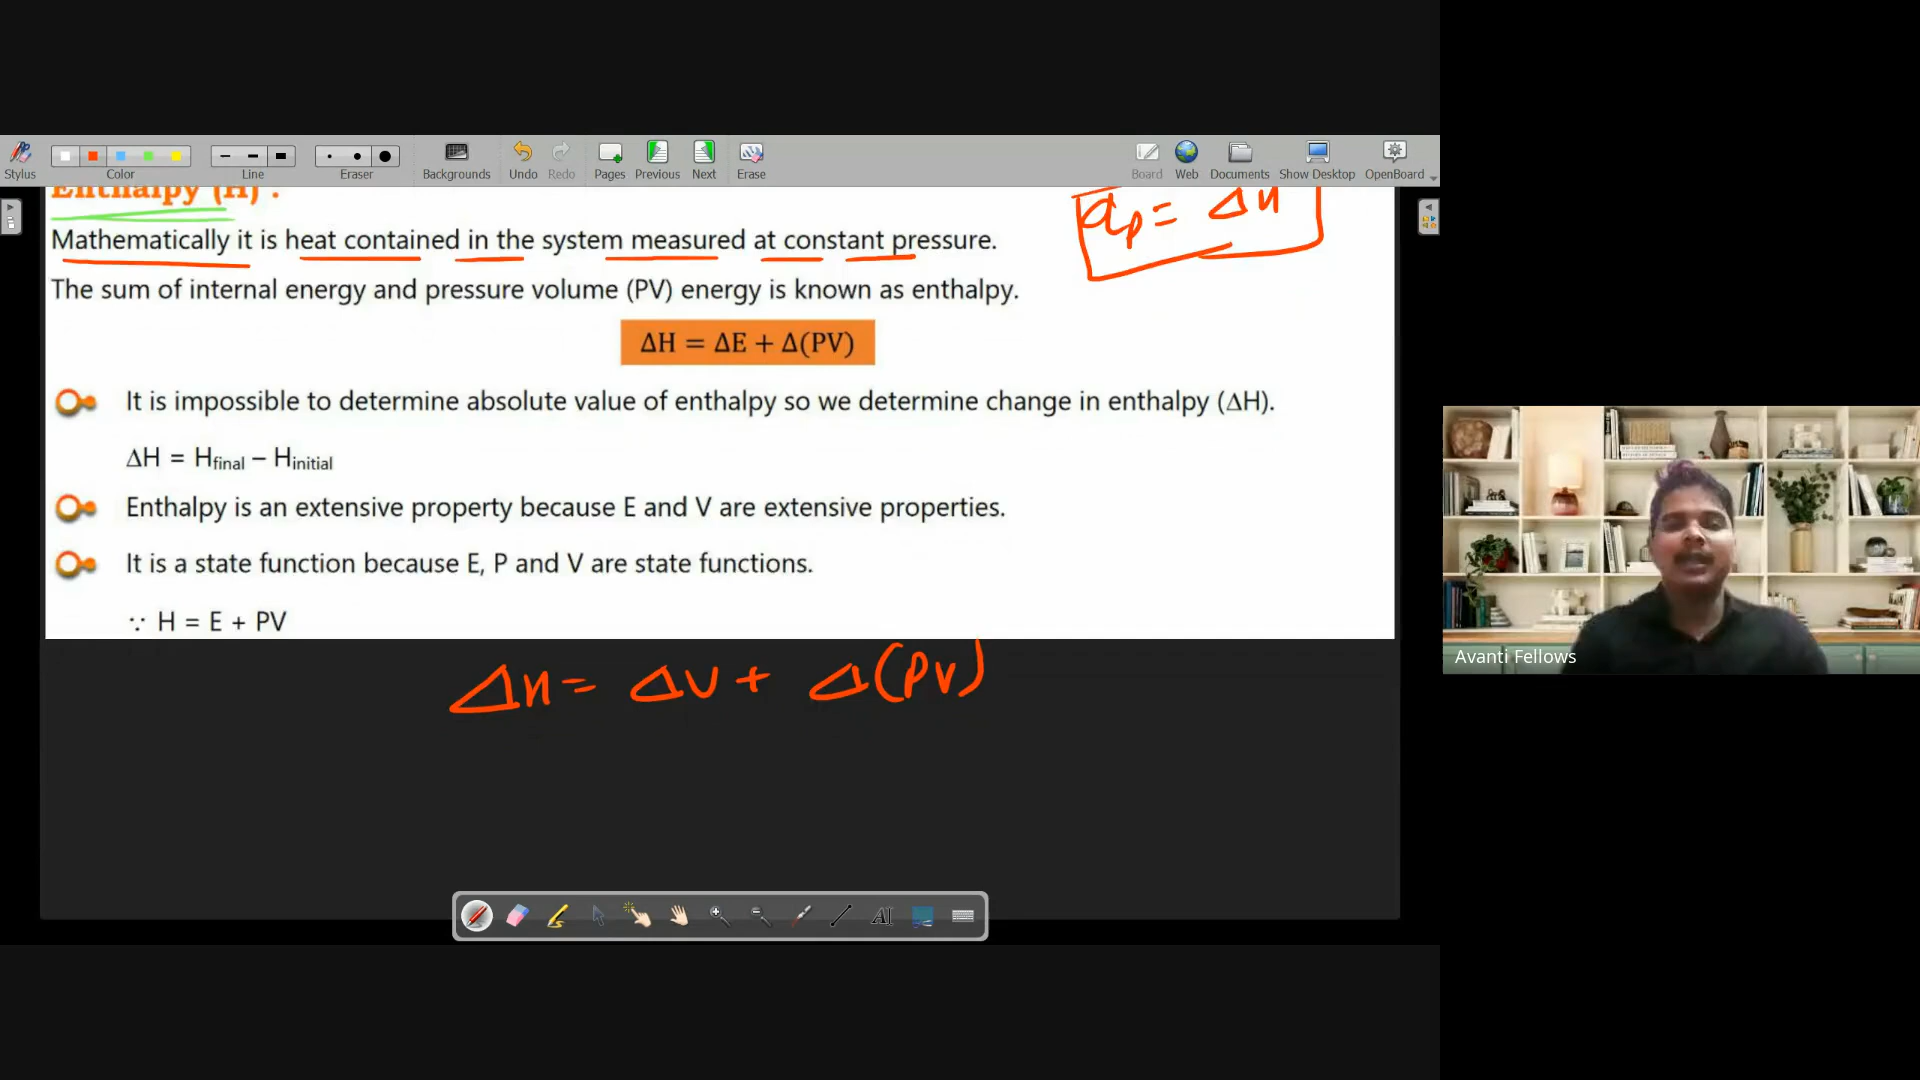 Stylus Color Line Eraser Backgrounds Undo Redo Pages Previous Next Erase Board Web Documents Show Desktop OpenBoard
Enthalpy (H) :
qp = ΔH
Mathematically it is heat contained in the system measured at constant pressure.
The sum of internal energy and pressure volume (PV) energy is known as enthalpy.
ΔH = ΔE + Δ(PV)
It is impossible to determine absolute value of enthalpy so we determine change in enthalpy (ΔH).
ΔH = Hfinal – Hinitial
Enthalpy is an extensive property because E and V are extensive properties.
It is a state function because E, P and V are state functions.
∵ H = E + PV
ΔH = ΔU + Δ(PV)
Avanti Fellows